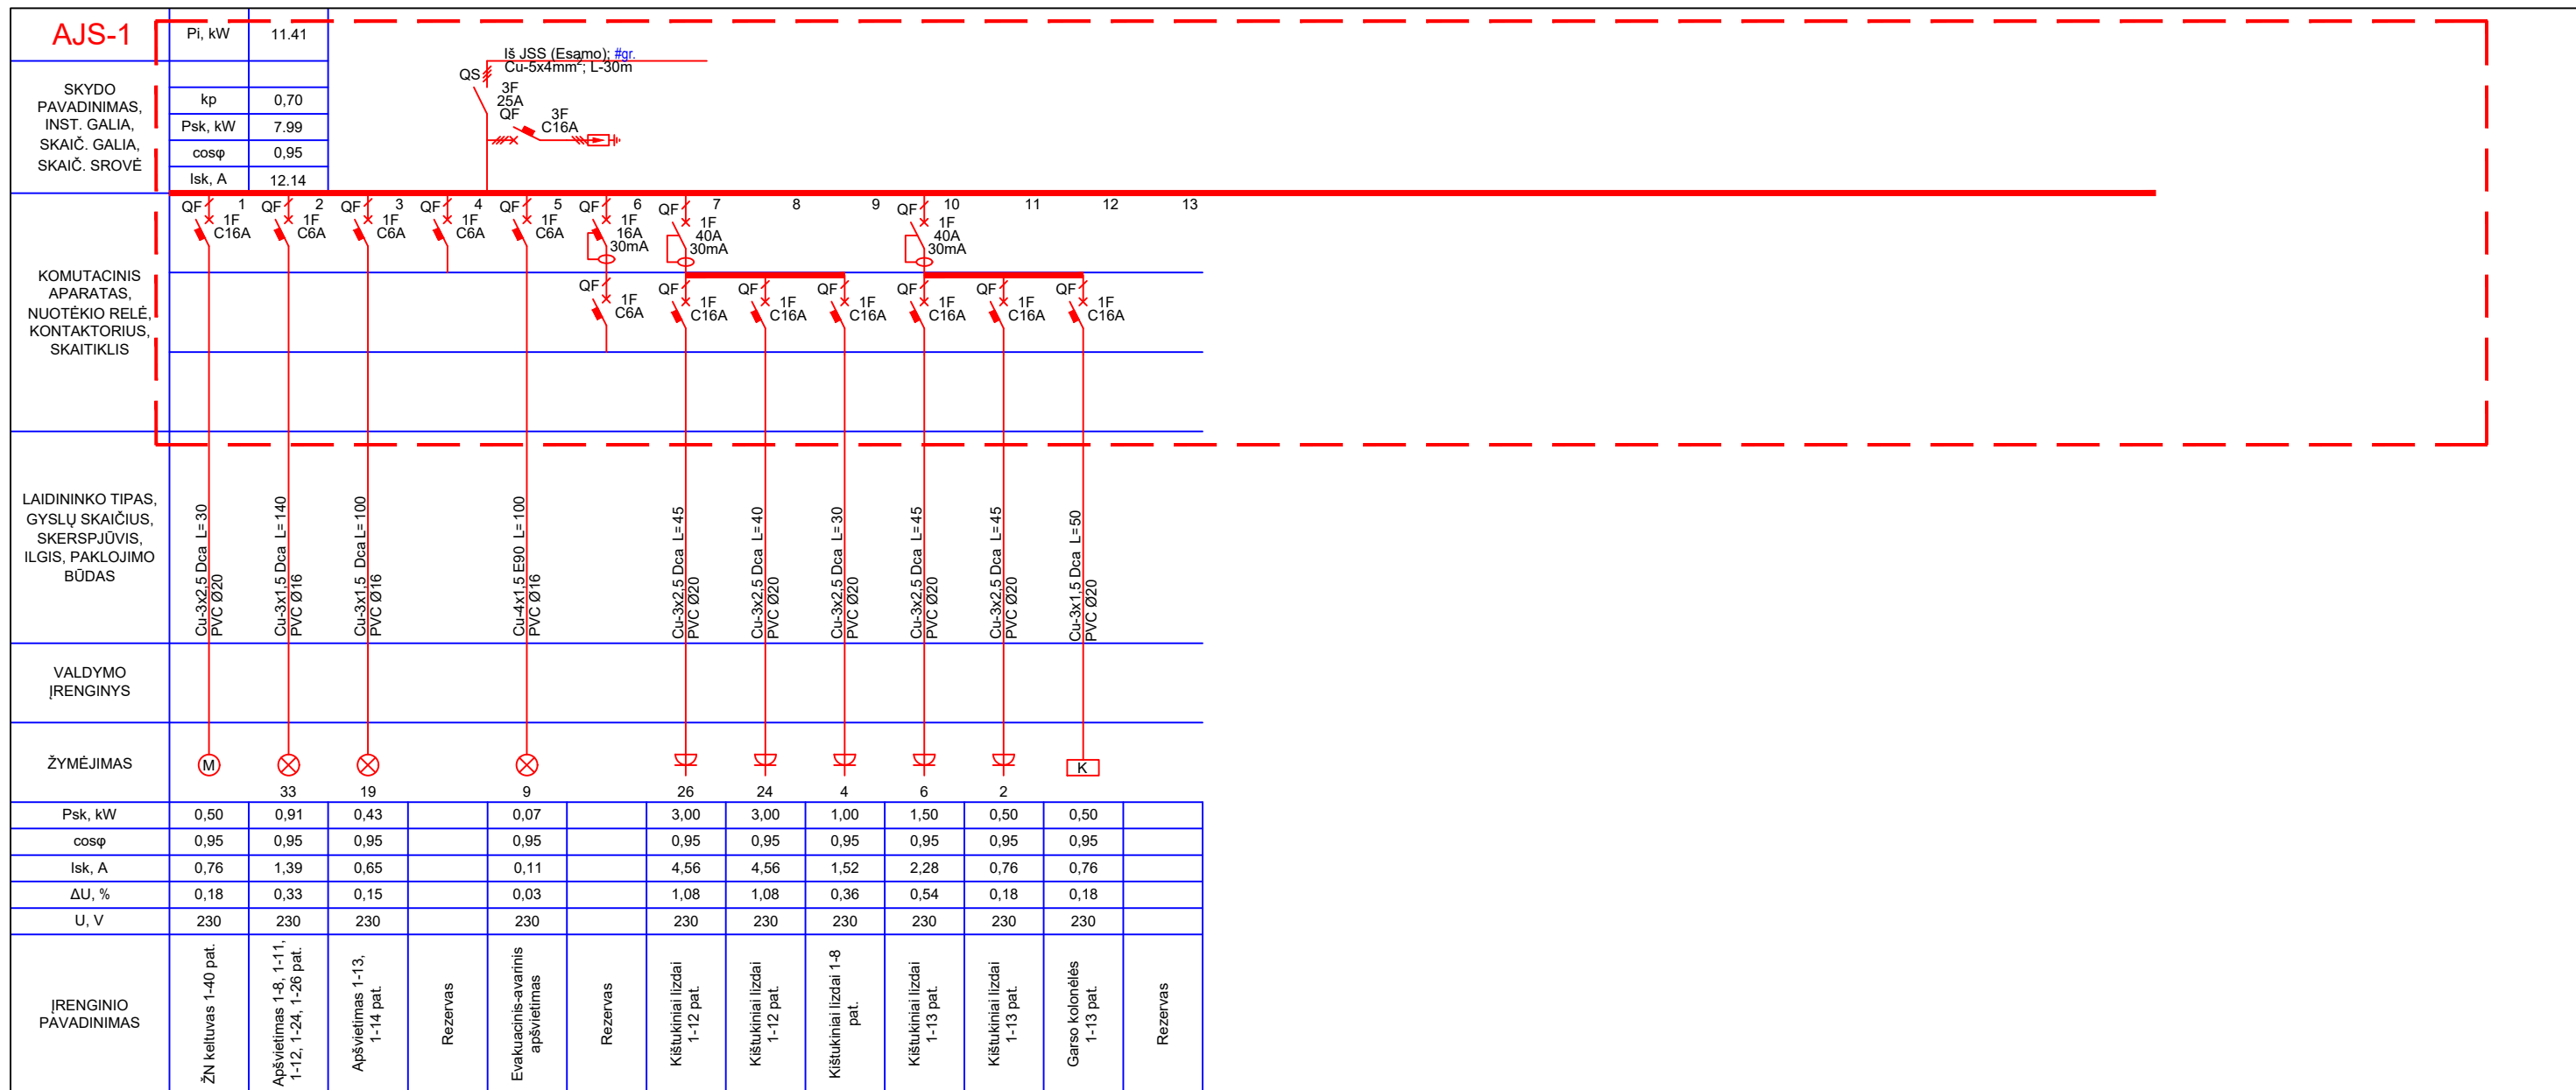 AJS-1
Pi, kW 11.41
SKYDO
PAVADINIMAS,
INST. GALIA,
SKAIČ. GALIA,
SKAIČ. SROVĖ
kp 0,70
Psk, kW 7.99
cosφ 0,95
Isk, A 12.14
Iš JSS (Esamo); #gr.
Cu-5x4mm²; L-30m
QS
3F
25A
QF
3F
C16A
KOMUTACINIS
APARATAS,
NUOTĖKIO RELĖ,
KONTAKTORIUS,
SKAITIKLIS
QF 1 QF 2 QF 3 QF 4 QF 5 QF 6 QF 7 8 9 QF 10 11 12 13
1F 1F 1F 1F 1F 1F 1F 1F
C16A C6A C6A C6A C6A 16A 40A 40A
30mA 30mA 30mA
QF QF QF QF QF QF QF
1F 1F 1F 1F 1F 1F 1F
C6A C16A C16A C16A C16A C16A C16A
LAIDININKO TIPAS,
GYSLŲ SKAIČIUS,
SKERSPJŪVIS,
ILGIS, PAKLOJIMO
BŪDAS
Cu-3x2,5 Dca L= 30
PVC Ø20
Cu-3x1,5 Dca L= 140
PVC Ø16
Cu-3x1,5 Dca L= 100
PVC Ø16
Cu-4x1,5 E90 L= 100
PVC Ø16
Cu-3x2,5 Dca L= 45
PVC Ø20
Cu-3x2,5 Dca L= 40
PVC Ø20
Cu-3x2,5 Dca L= 30
PVC Ø20
Cu-3x2,5 Dca L= 45
PVC Ø20
Cu-3x2,5 Dca L= 45
PVC Ø20
Cu-3x1,5 Dca L= 50
PVC Ø20
VALDYMO
ĮRENGINYS
ŽYMĖJIMAS
M K
33 19 9 26 24 4 6 2
Psk, kW 0,50 0,91 0,43 0,07 3,00 3,00 1,00 1,50 0,50 0,50
cosφ 0,95 0,95 0,95 0,95 0,95 0,95 0,95 0,95 0,95 0,95
Isk, A 0,76 1,39 0,65 0,11 4,56 4,56 1,52 2,28 0,76 0,76
ΔU, % 0,18 0,33 0,15 0,03 1,08 1,08 0,36 0,54 0,18 0,18
U, V 230 230 230 230 230 230 230 230 230 230
ĮRENGINIO
PAVADINIMAS
ŽN keltuvas 1-40 pat.
Apšvietimas 1-8, 1-11,
1-12, 1-24, 1-26 pat.
Apšvietimas 1-13,
1-14 pat.
Rezervas
Evakuacinis-avarinis
apšvietimas
Rezervas
Kištukiniai lizdai
1-12 pat.
Kištukiniai lizdai
1-12 pat.
Kištukiniai lizdai 1-8
pat.
Kištukiniai lizdai
1-13 pat.
Kištukiniai lizdai
1-13 pat.
Garso kolonėlės
1-13 pat.
Rezervas